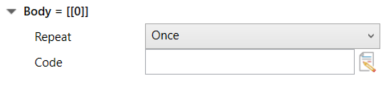 Body = [[0]]
Repeat Once
Code